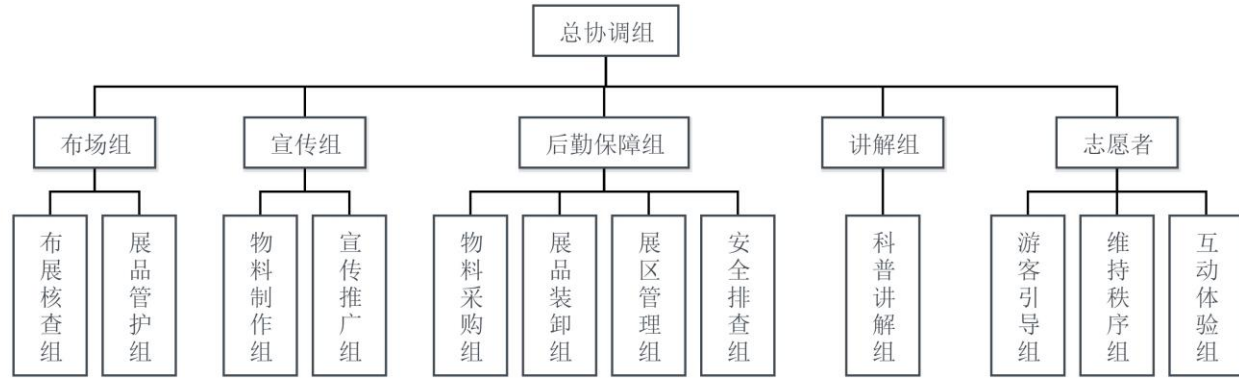 总协调组
布场组
宣传组
后勤保障组
讲解组
志愿者
布展核查组
展品管护组
物料制作组
宣传推广组
物料采购组
展品装卸组
展区管理组
安全排查组
科普讲解组
游客引导组
维持秩序组
互动体验组